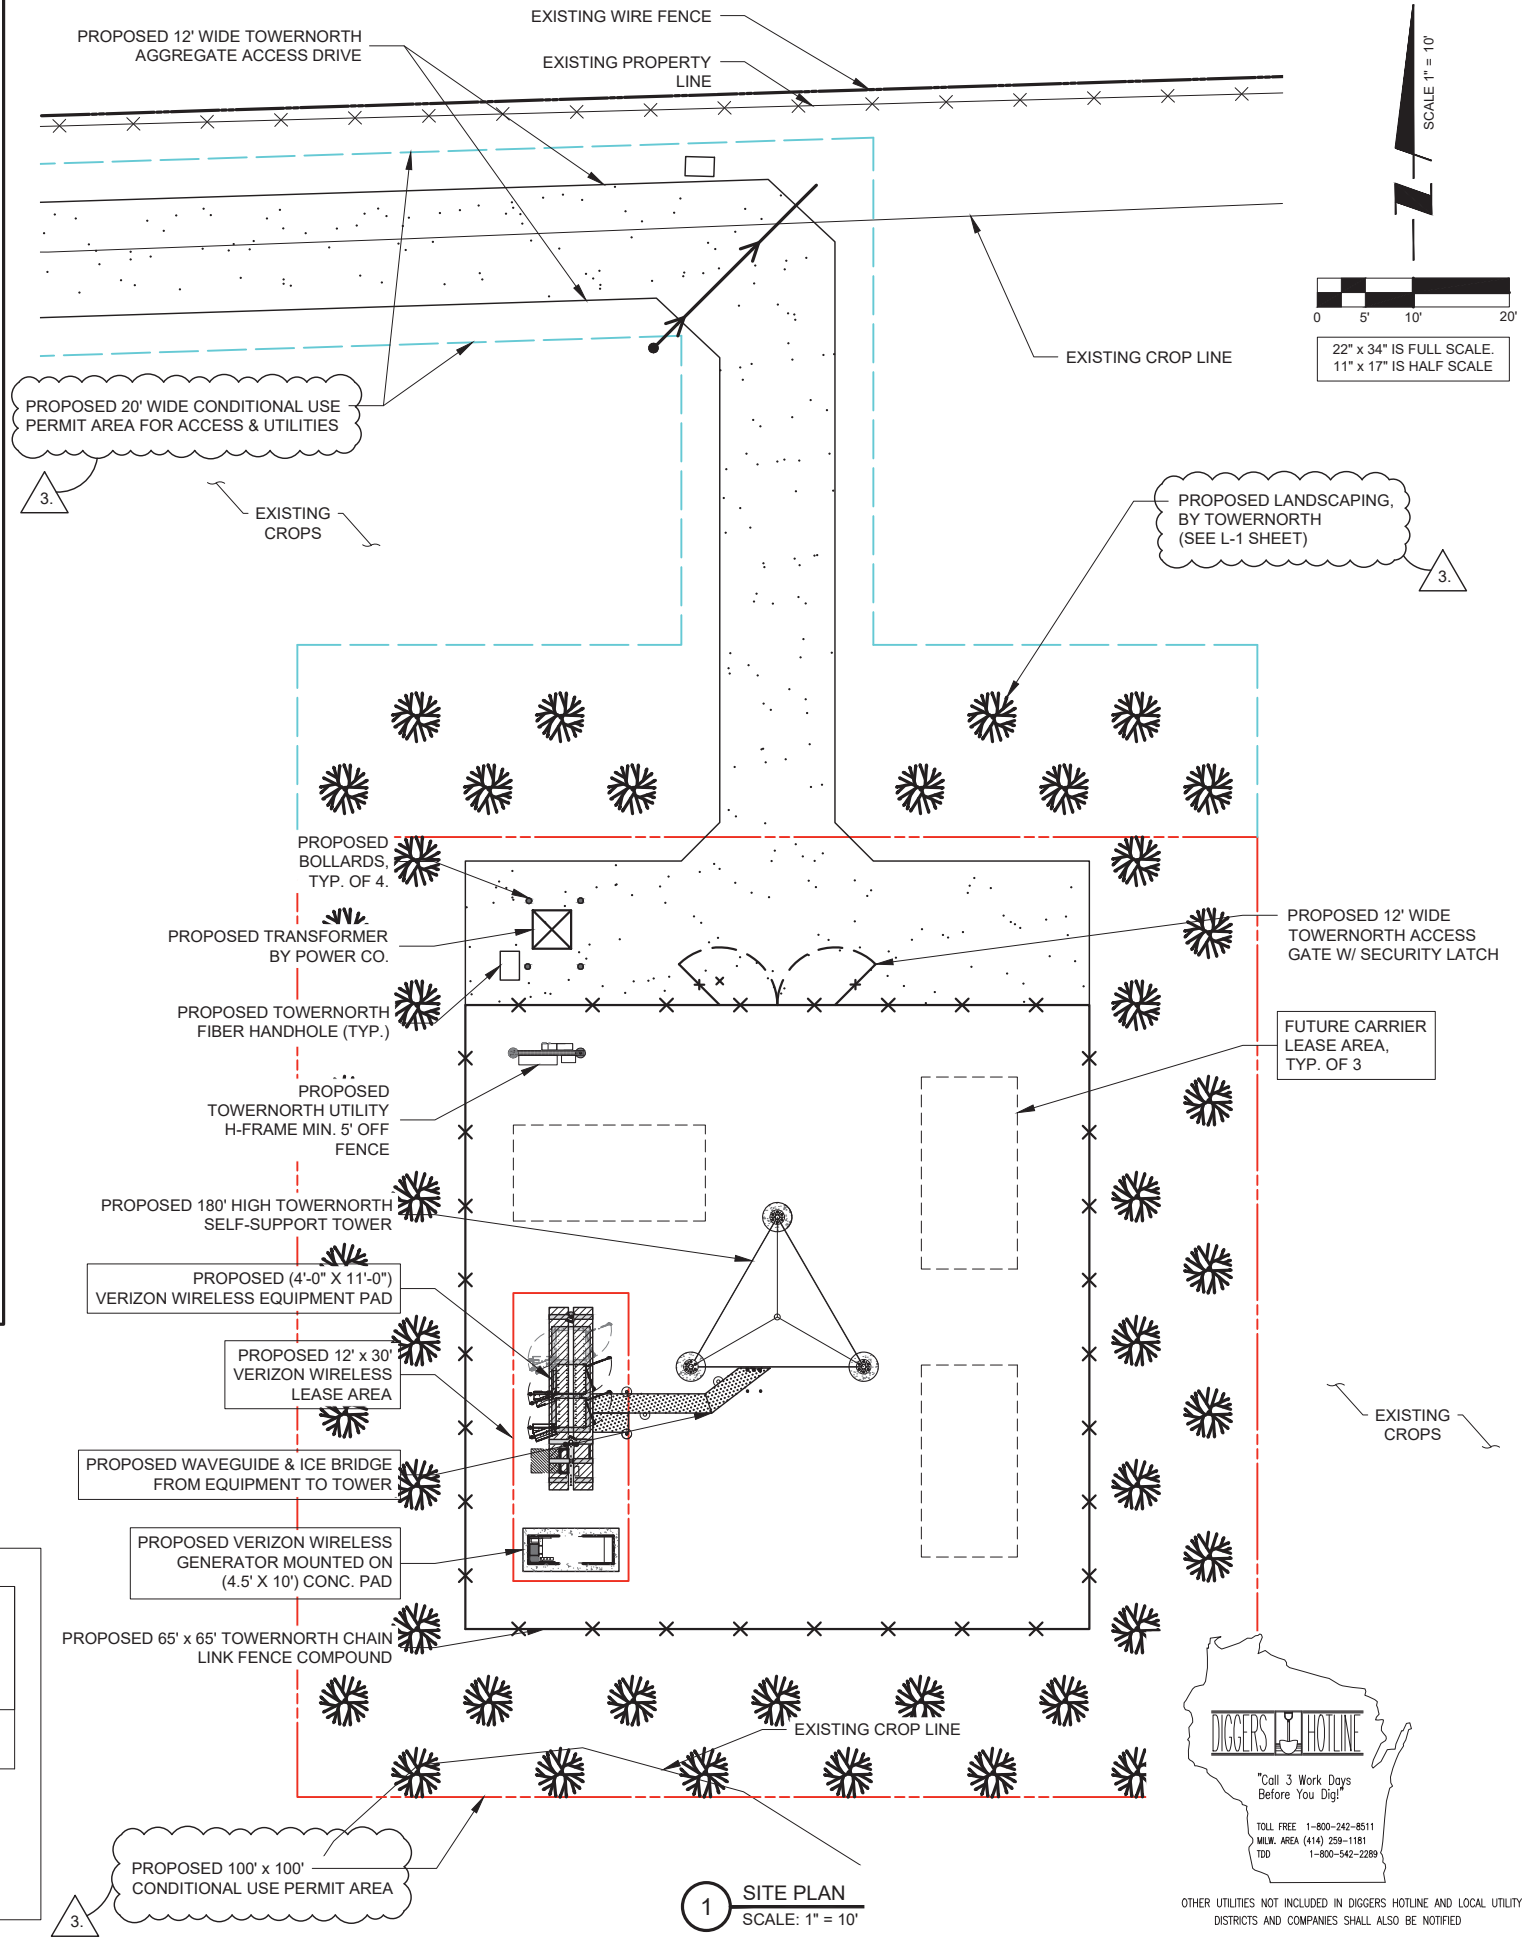 EXISTING WIRE FENCE
PROPOSED 12' WIDE TOWERNORTH
AGGREGATE ACCESS DRIVE
EXISTING PROPERTY
LINE
SCALE 1" = 10'
0 5' 10' 20'
22" x 34" IS FULL SCALE.
11" x 17" IS HALF SCALE
EXISTING CROP LINE
PROPOSED 20' WIDE CONDITIONAL USE
PERMIT AREA FOR ACCESS & UTILITIES
3.
EXISTING
CROPS
PROPOSED LANDSCAPING,
BY TOWERNORTH
(SEE L-1 SHEET)
3.
PROPOSED
BOLLARDS,
TYP. OF 4.
PROPOSED TRANSFORMER
BY POWER CO.
PROPOSED TOWERNORTH
FIBER HANDHOLE (TYP.)
PROPOSED 12' WIDE
TOWERNORTH ACCESS
GATE W/ SECURITY LATCH
FUTURE CARRIER
LEASE AREA,
TYP. OF 3
PROPOSED
TOWERNORTH UTILITY
H-FRAME MIN. 5' OFF
FENCE
PROPOSED 180' HIGH TOWERNORTH
SELF-SUPPORT TOWER
PROPOSED (4'-0" X 11'-0")
VERIZON WIRELESS EQUIPMENT PAD
PROPOSED 12' x 30'
VERIZON WIRELESS
LEASE AREA
EXISTING
CROPS
PROPOSED WAVEGUIDE & ICE BRIDGE
FROM EQUIPMENT TO TOWER
PROPOSED VERIZON WIRELESS
GENERATOR MOUNTED ON
(4.5' X 10') CONC. PAD
PROPOSED 65' x 65' TOWERNORTH CHAIN
LINK FENCE COMPOUND
EXISTING CROP LINE
DIGGERS HOTLINE
"Call 3 Work Days
Before You Dig!"
TOLL FREE 1-800-242-8511
MILW. AREA (414) 259-1181
TDD 1-800-542-2289
PROPOSED 100' x 100'
CONDITIONAL USE PERMIT AREA
3.
1 SITE PLAN
SCALE: 1" = 10'
OTHER UTILITIES NOT INCLUDED IN DIGGERS HOTLINE AND LOCAL UTILITY
DISTRICTS AND COMPANIES SHALL ALSO BE NOTIFIED